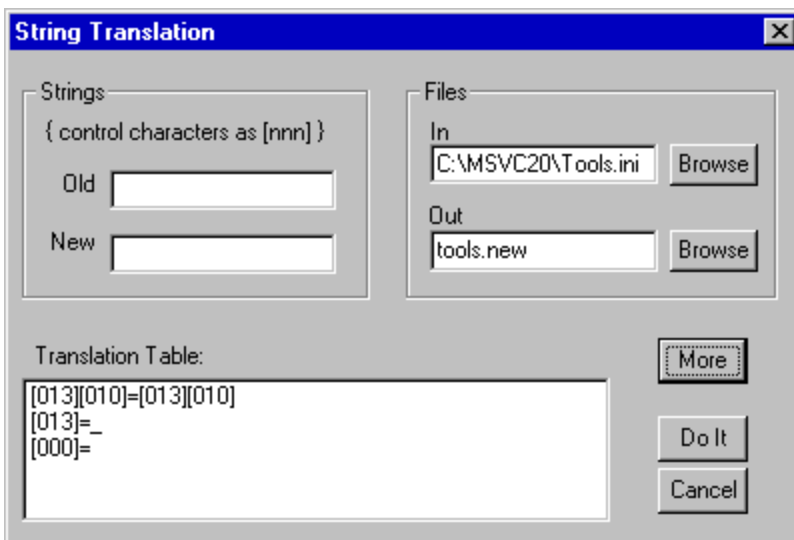 String Translation
Strings
{ control characters as [nnn] }
Old
New
Files
In
C:\MSVC20\Tools.ini
Browse
Out
tools.new
Browse
Translation Table:
[013][010]=[013][010]
[013]=_
[000]=
More
Do It
Cancel